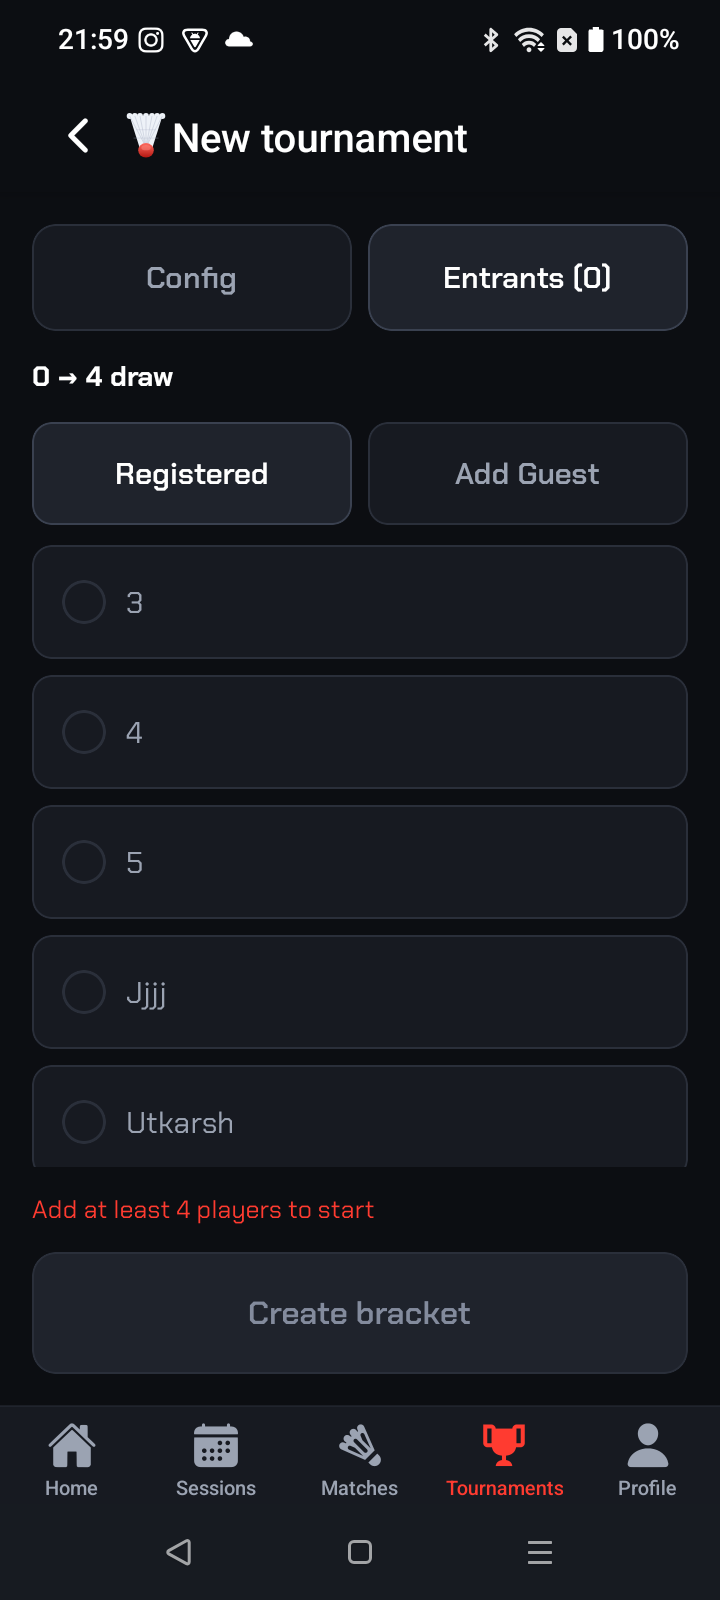 21:59
100%
New tournament
Config
Entrants (0)
0 → 4 draw
Registered
Add Guest
3
4
5
Jjjj
Utkarsh
Add at least 4 players to start
Create bracket
Home
Sessions
Matches
Tournaments
Profile